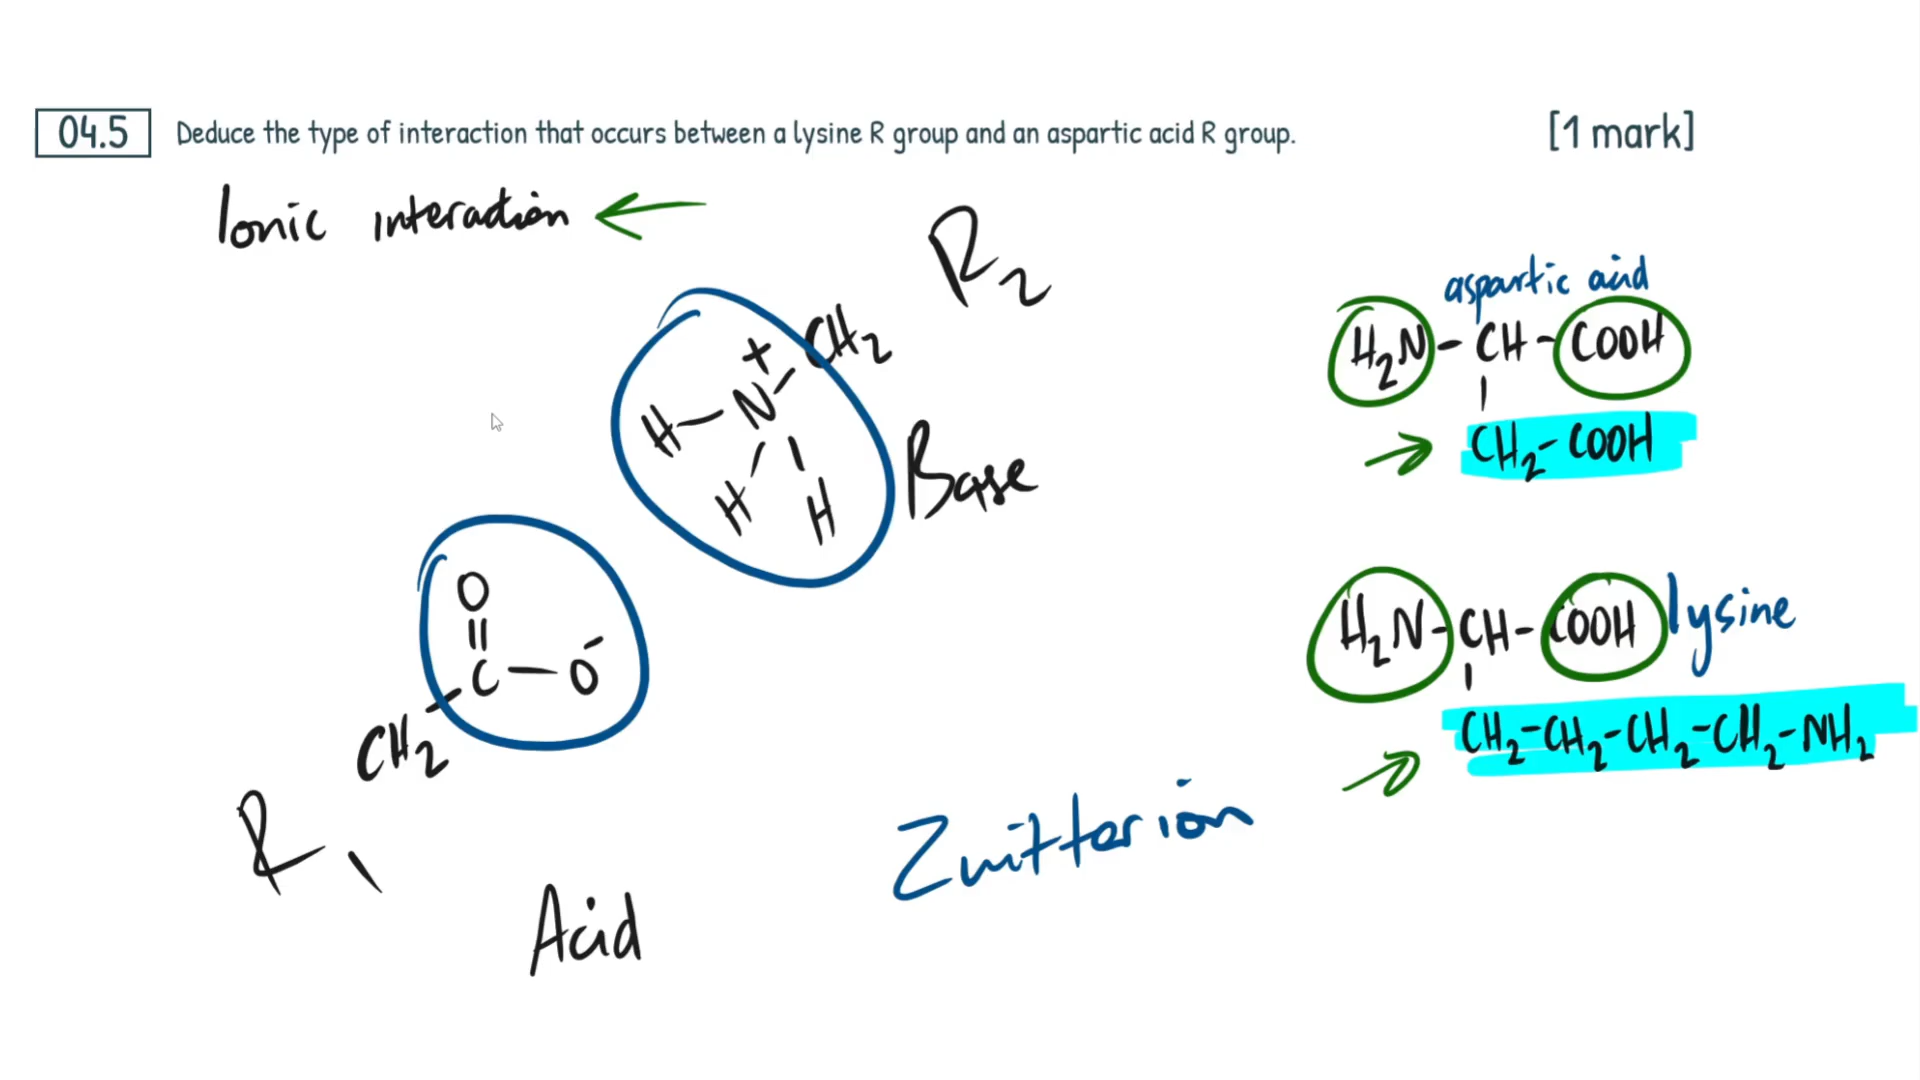 04.5 Deduce the type of interaction that occurs between a lysine R group and an aspartic acid R group. [1 mark]
Ionic interaction
R2
aspartic acid
H2N - CH - COOH
CH2 - COOH
+
CH2
H - N
H H
Base
O
C - O-
CH2
H2N - CH - COOH lysine
CH2-CH2-CH2-CH2-NH2
R1
Zwitterion
Acid